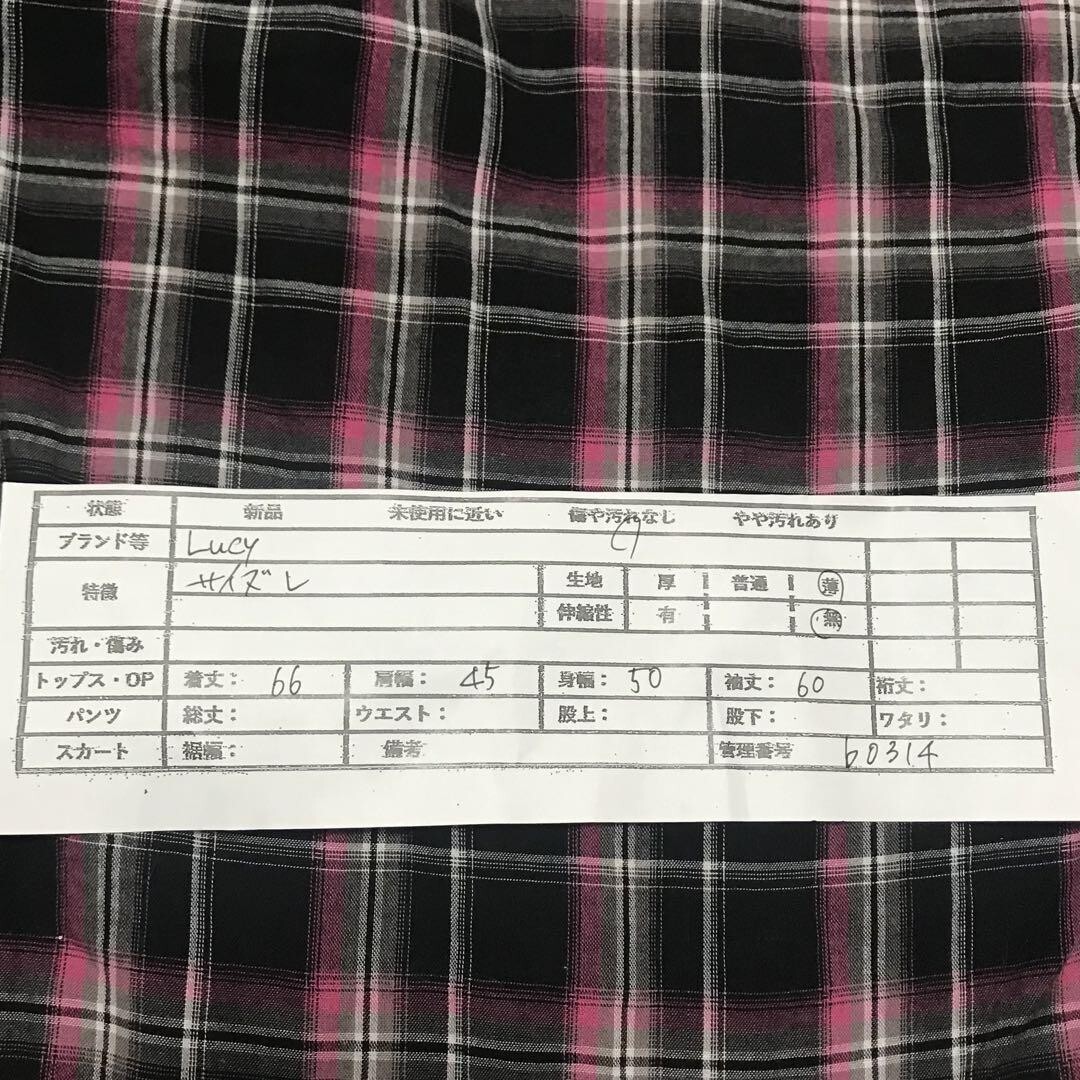 状態 新品 未使用に近い 傷や汚れなし やや汚れあり
ブランド等 Lucy
特徴 サイズL 生地 厚 普通 薄
伸縮性 有 無
汚れ・傷み
トップス・OP 着丈： 66 肩幅： 45 身幅： 50 袖丈： 60 裄丈：
パンツ 総丈： ウエスト： 股上： 股下： ワタリ：
スカート 裾幅： 備考 管理番号 b0314